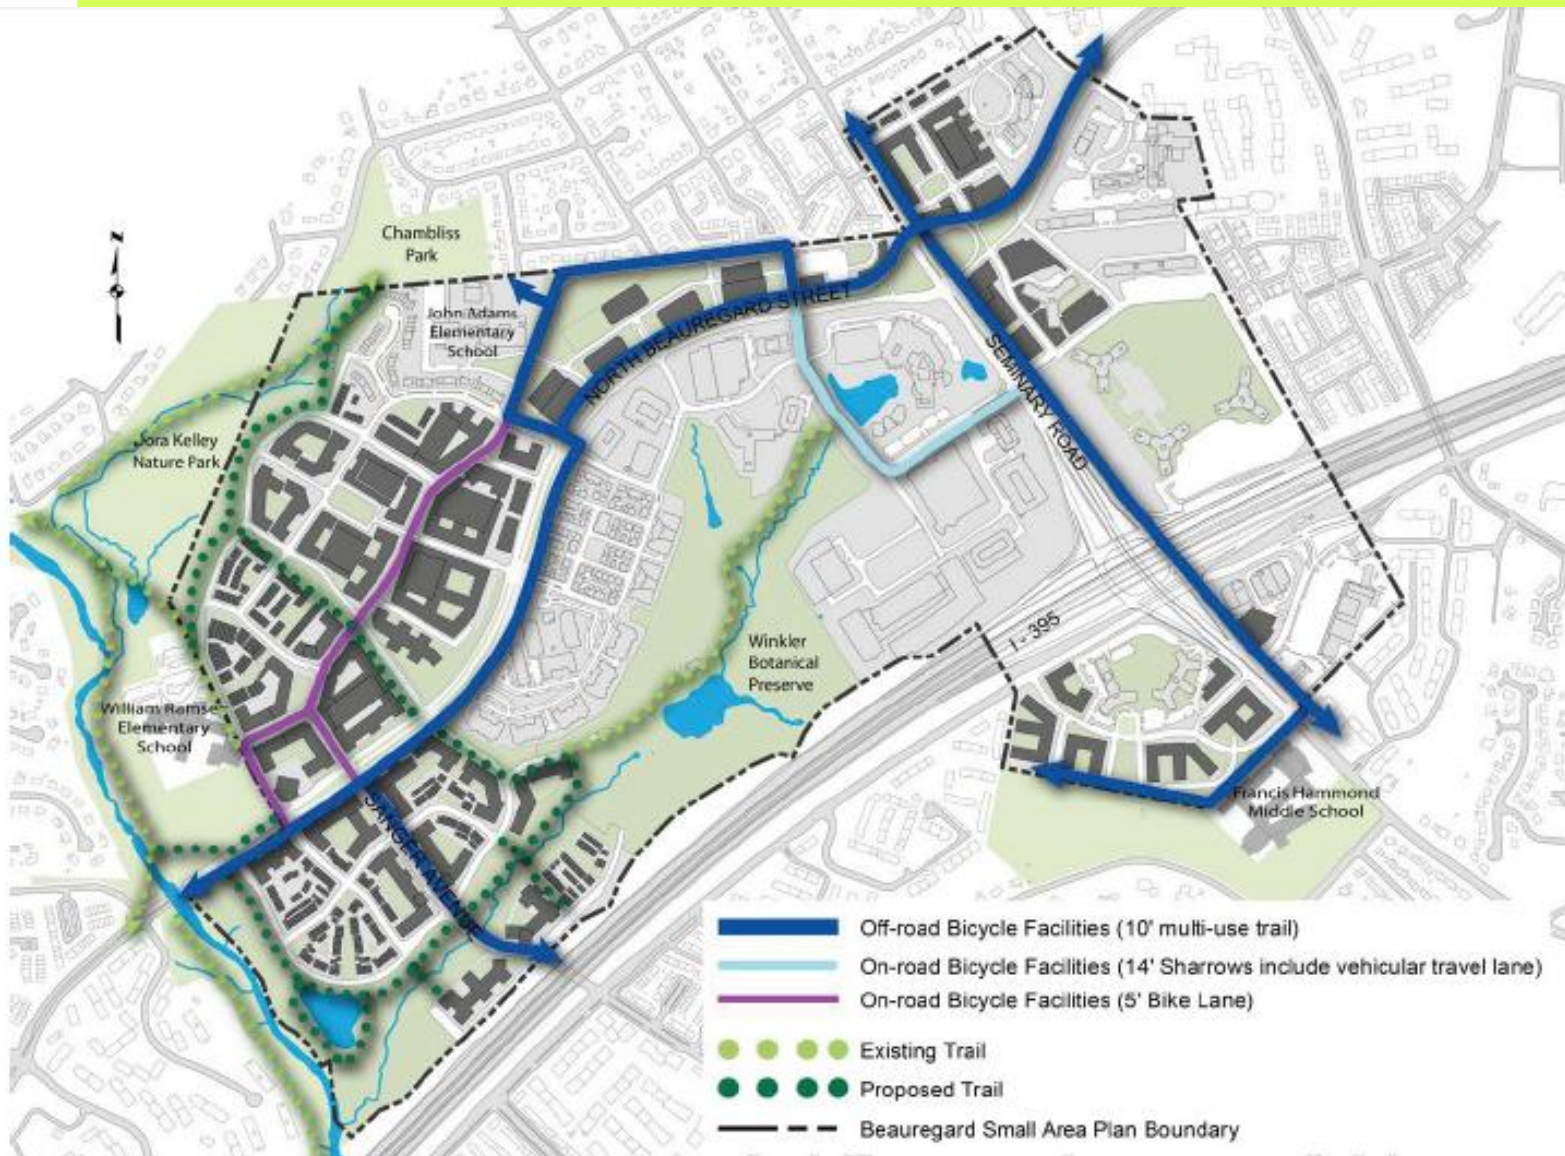 Chambliss
Park
John Adams
Elementary
School
NORTH BEAUREGARD STREET
SEMINARY ROAD
Dora Kelley
Nature Park
I - 395
Winkler
Botanical
Preserve
William Ramse
Elementary
School
SANGER AVENUE
Francis Hammond
Middle School
Off-road Bicycle Facilities (10' multi-use trail)
On-road Bicycle Facilities (14' Sharrows include vehicular travel lane)
On-road Bicycle Facilities (5' Bike Lane)
Existing Trail
Proposed Trail
Beauregard Small Area Plan Boundary